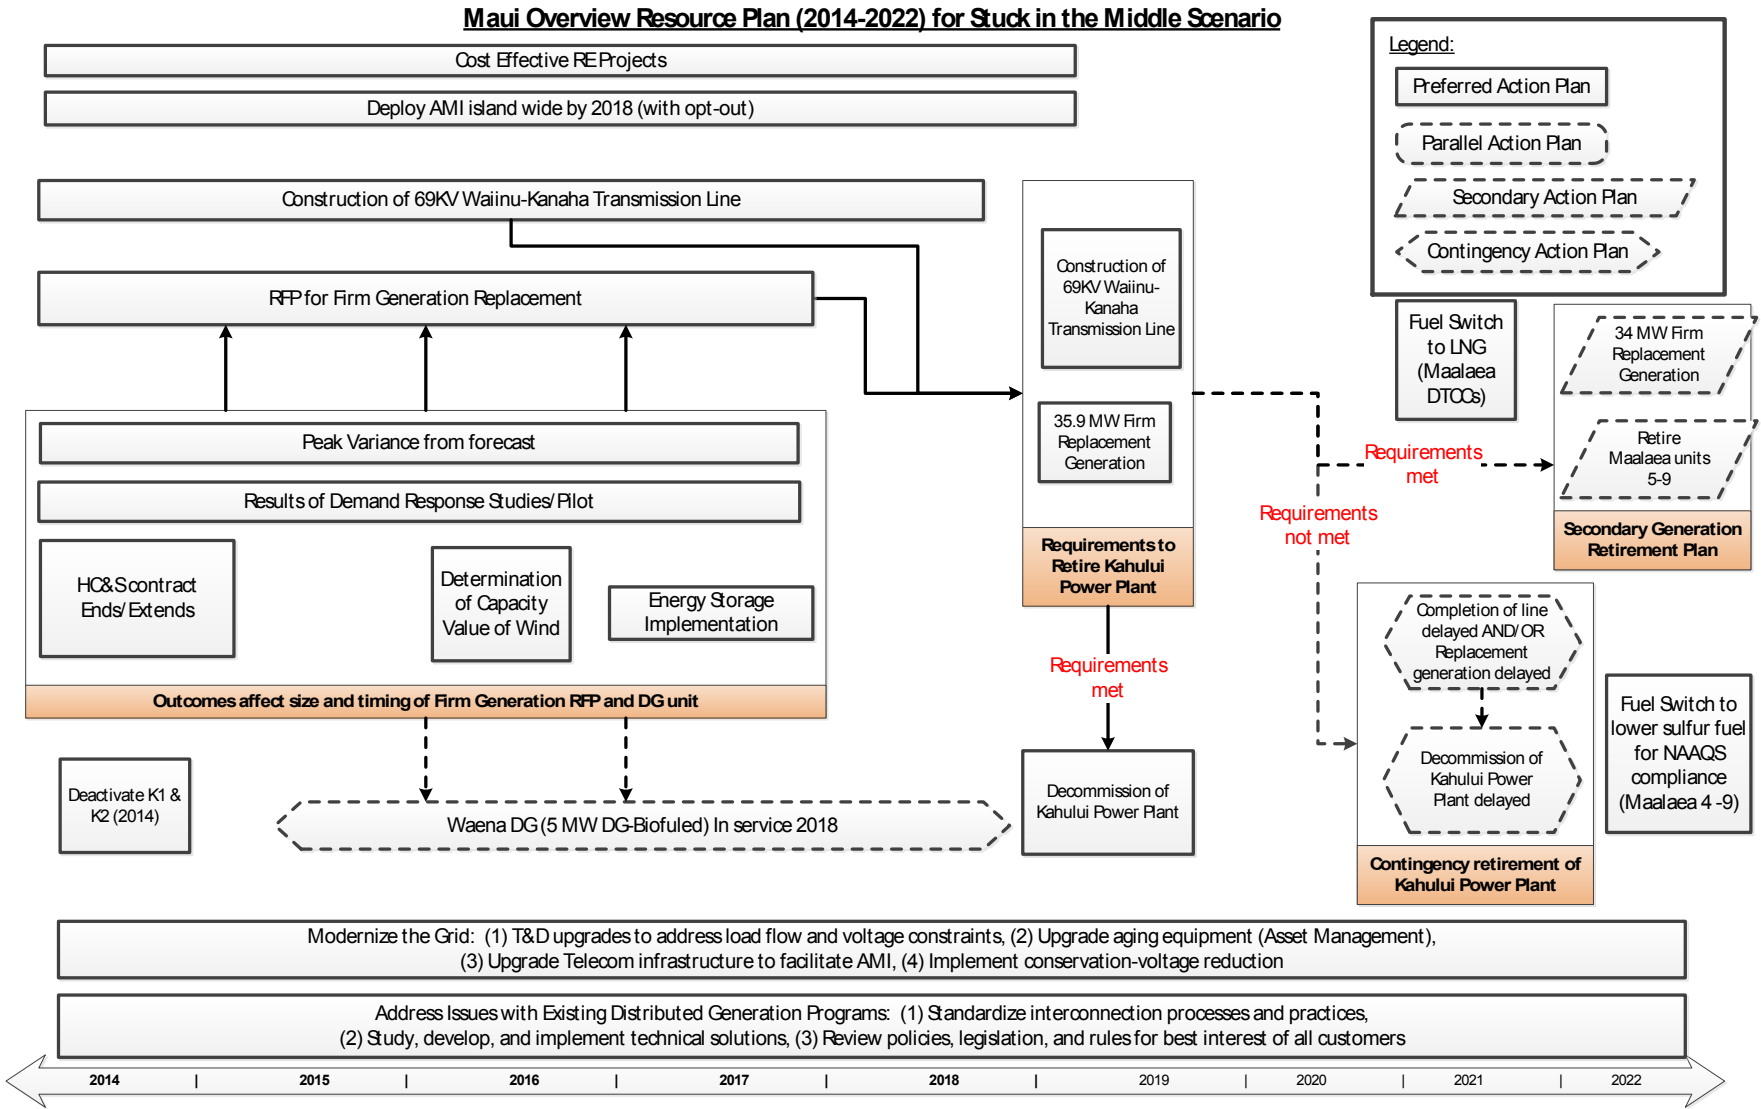 Maui Overview Resource Plan (2014-2022) for Stuck in the Middle Scenario
Cost Effective RE Projects
Deploy AMI island wide by 2018 (with opt-out)
Construction of 69KV Waiinu-Kanaha Transmission Line
RFP for Firm Generation Replacement
Peak Variance from forecast
Results of Demand Response Studies/Pilot
HC&S contract
Ends/Extends
Determination
of Capacity
Value of Wind
Energy Storage
Implementation
Outcomes affect size and timing of Firm Generation RFP and DG unit
Deactivate K1 &
K2 (2014)
Waena DG (5 MW DG-Biofuled) In service 2018
Construction of
69KV Waiinu-
Kanaha
Transmission Line
35.9 MW Firm
Replacement
Generation
Requirements to
Retire Kahului
Power Plant
Requirements
met
Decommission of
Kahului Power Plant
Legend:
Preferred Action Plan
Parallel Action Plan
Secondary Action Plan
Contingency Action Plan
Fuel Switch
to LNG
(Maalaea
DTCCs)
34 MW Firm
Replacement
Generation
Retire
Maalaea units
5-9
Secondary Generation
Retirement Plan
Requirements
met
Requirements
not met
Completion of line
delayed AND/OR
Replacement
generation delayed
Decommission of
Kahului Power
Plant delayed
Contingency retirement of
Kahului Power Plant
Fuel Switch to
lower sulfur fuel
for NAAQS
compliance
(Maalaea 4 -9)
Modernize the Grid: (1) T&D upgrades to address load flow and voltage constraints, (2) Upgrade aging equipment (Asset Management),
(3) Upgrade Telecom infrastructure to facilitate AMI, (4) Implement conservation-voltage reduction
Address Issues with Existing Distributed Generation Programs: (1) Standardize interconnection processes and practices,
(2) Study, develop, and implement technical solutions, (3) Review policies, legislation, and rules for best interest of all customers
2014 | 2015 | 2016 | 2017 | 2018 | 2019 | 2020 | 2021 | 2022